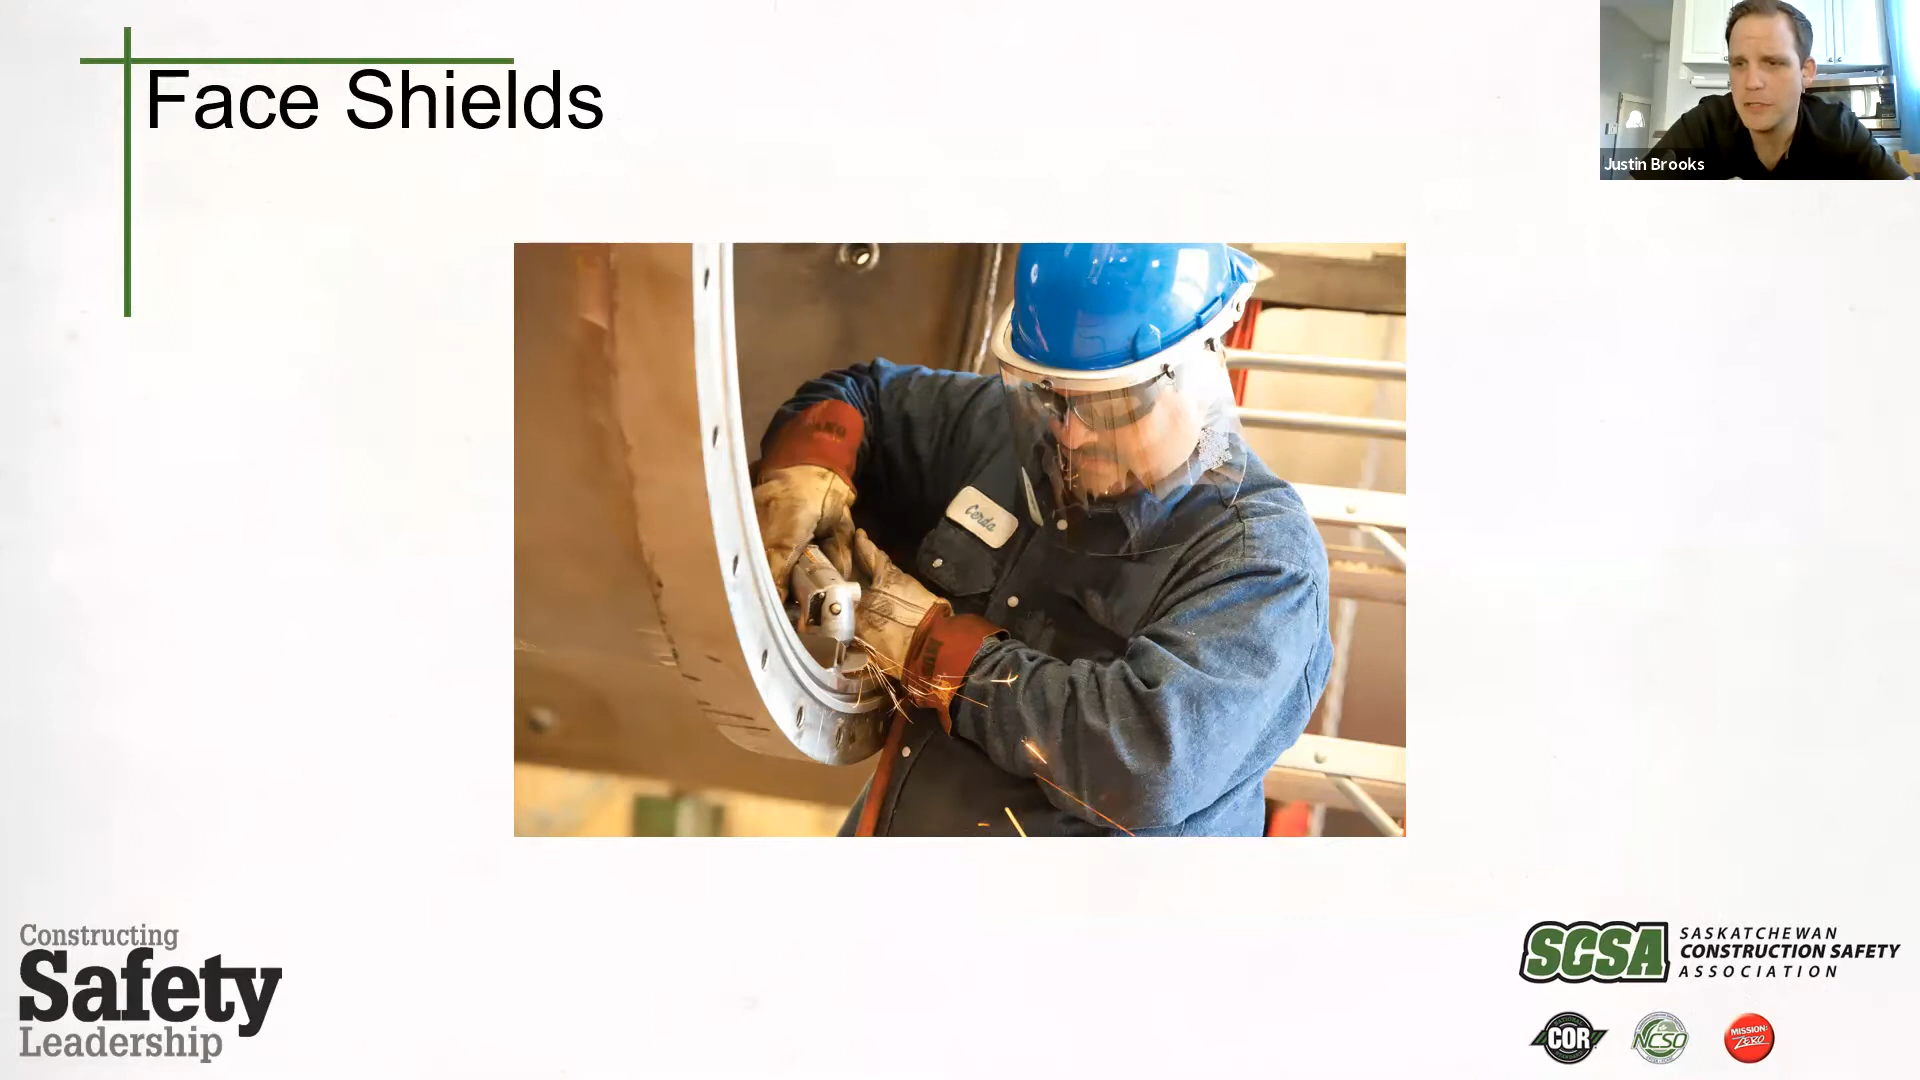 Face Shields
Justin Brooks
Cerda
Constructing
Safety
Leadership
SCSA
SASKATCHEWAN
CONSTRUCTION SAFETY
ASSOCIATION
COR
NCSO
MISSION:
ZERO